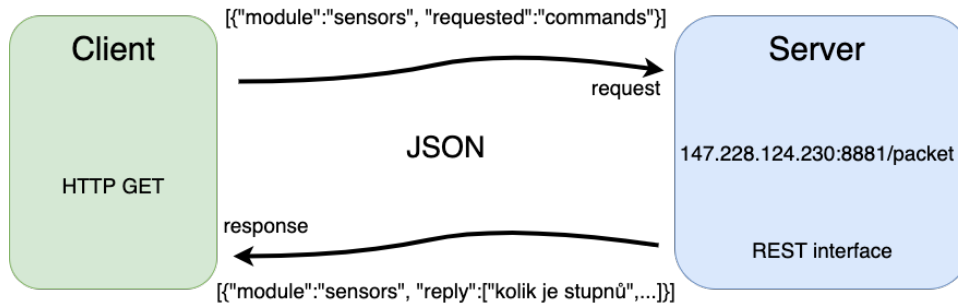 [{"module":"sensors", "requested":"commands"}]
Client
Server
request
JSON
147.228.124.230:8881/packet
HTTP GET
response
REST interface
[{"module":"sensors", "reply":["kolik je stupnů",...]}]